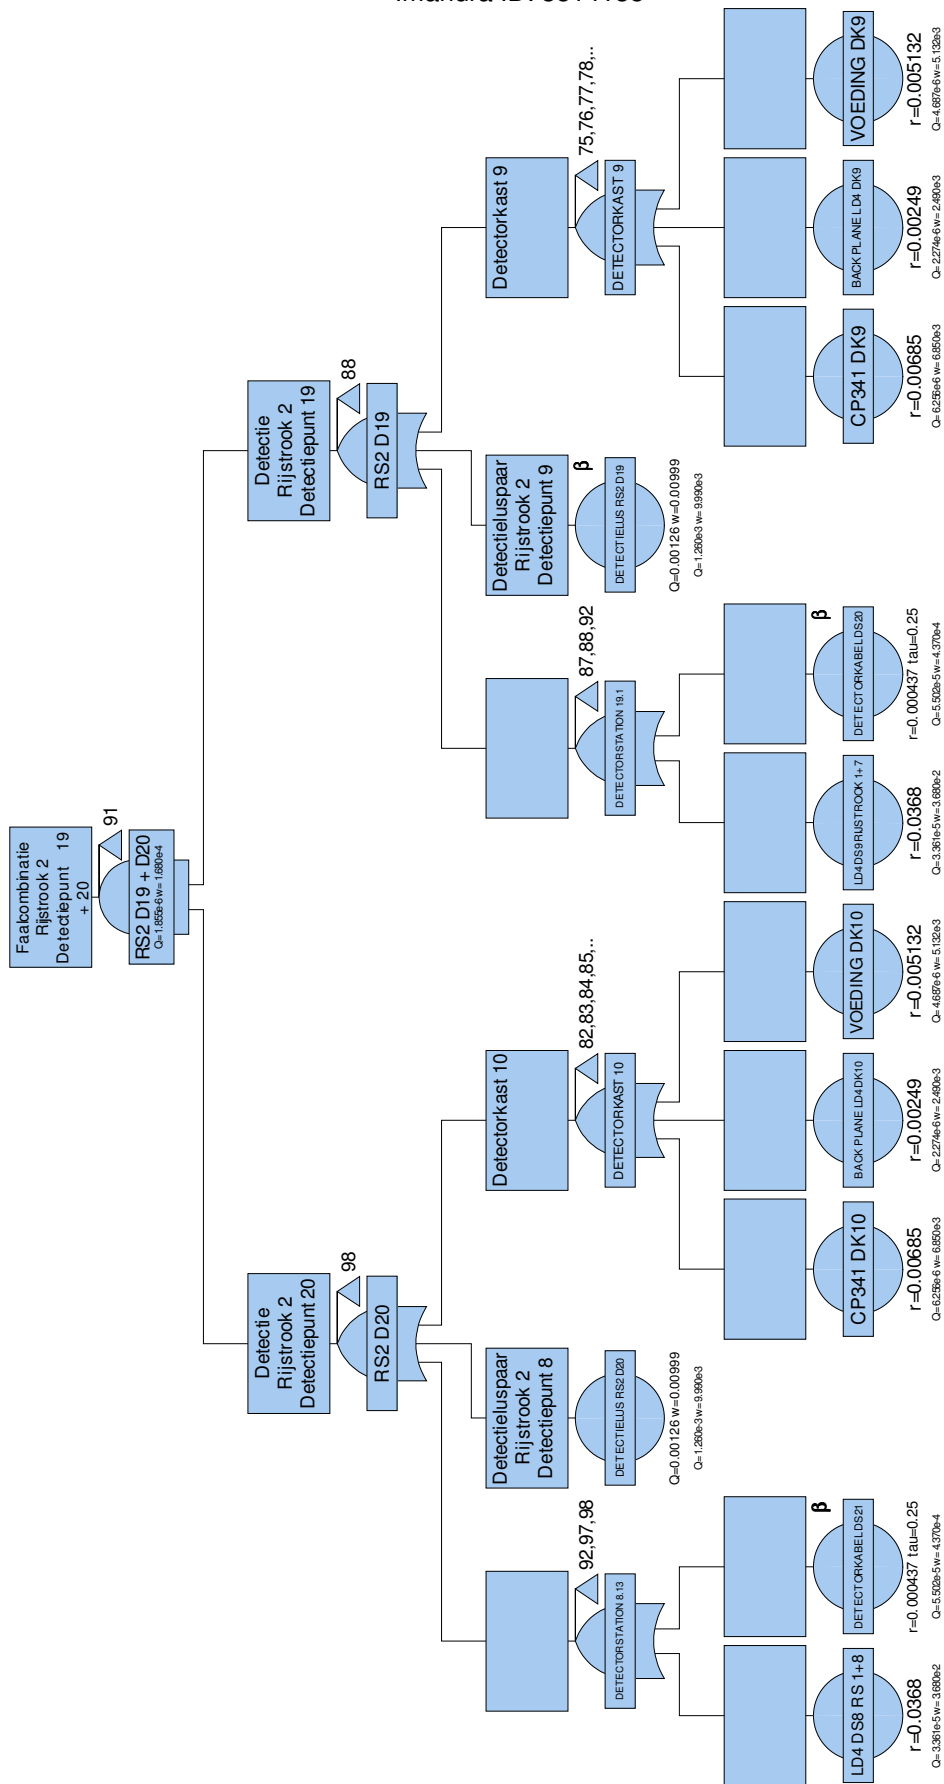 Faalcombinatie
Rijstrook 2
Detectiepunt 19
+ 20
91
RS2 D19 + D20
Q=1.855e-6 w=1.680e-4
Detectie
Rijstrook 2
Detectiepunt 20
98
RS2 D20
Detectie
Rijstrook 2
Detectiepunt 19
88
RS2 D19
92,97,98
DETECTORSTATION 8.13
Detectieluspaar
Rijstrook 2
Detectiepunt 8
DETECTIELUS RS2 D20
Q=0.00126 w=0.00999
Q=1.260e-3 w=9.990e-3
Detectorkast 10
82,83,84,85,..
DETECTORKAST 10
87,88,92
DETECTORSTATION 19.1
Detectieluspaar
Rijstrook 2
Detectiepunt 9
β
DETECTIELUS RS2 D19
Q=0.00126 w=0.00999
Q=1.260e-3 w=9.990e-3
Detectorkast 9
75,76,77,78,..
DETECTORKAST 9
LD4 DS8 RS 1+8
r=0.0368
Q=3.361e-5 w=3.680e-2
β
DETECTORKABEL DS21
r=0.000437 tau=0.25
Q=5.502e-5 w=4.370e-4
CP341 DK10
r=0.00685
Q=6.256e-6 w=6.850e-3
BACK PLANE LD4 DK10
r=0.00249
Q=2.274e-6 w=2.490e-3
VOEDING DK10
r=0.005132
Q=4.687e-6 w=5.132e-3
LD4 DS9 RIJSTROOK 1+7
r=0.0368
Q=3.361e-5 w=3.680e-2
β
DETECTORKABEL DS20
r=0.000437 tau=0.25
Q=5.502e-5 w=4.370e-4
CP341 DK9
r=0.00685
Q=6.256e-6 w=6.850e-3
BACK PLANE LD4 DK9
r=0.00249
Q=2.274e-6 w=2.490e-3
VOEDING DK9
r=0.005132
Q=4.687e-6 w=5.132e-3